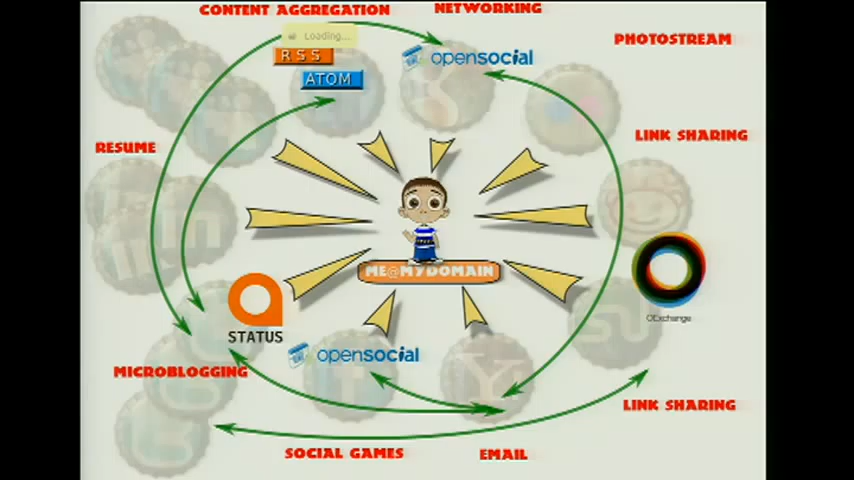 CONTENT AGGREGATION
NETWORKING
Loading...
RSS
ATOM
opensocial
PHOTOSTREAM
LINK SHARING
RESUME
in
ME@MYDOMAIN
OExchange
STATUS
opensocial
MICROBLOGGING
LINK SHARING
SOCIAL GAMES
EMAIL